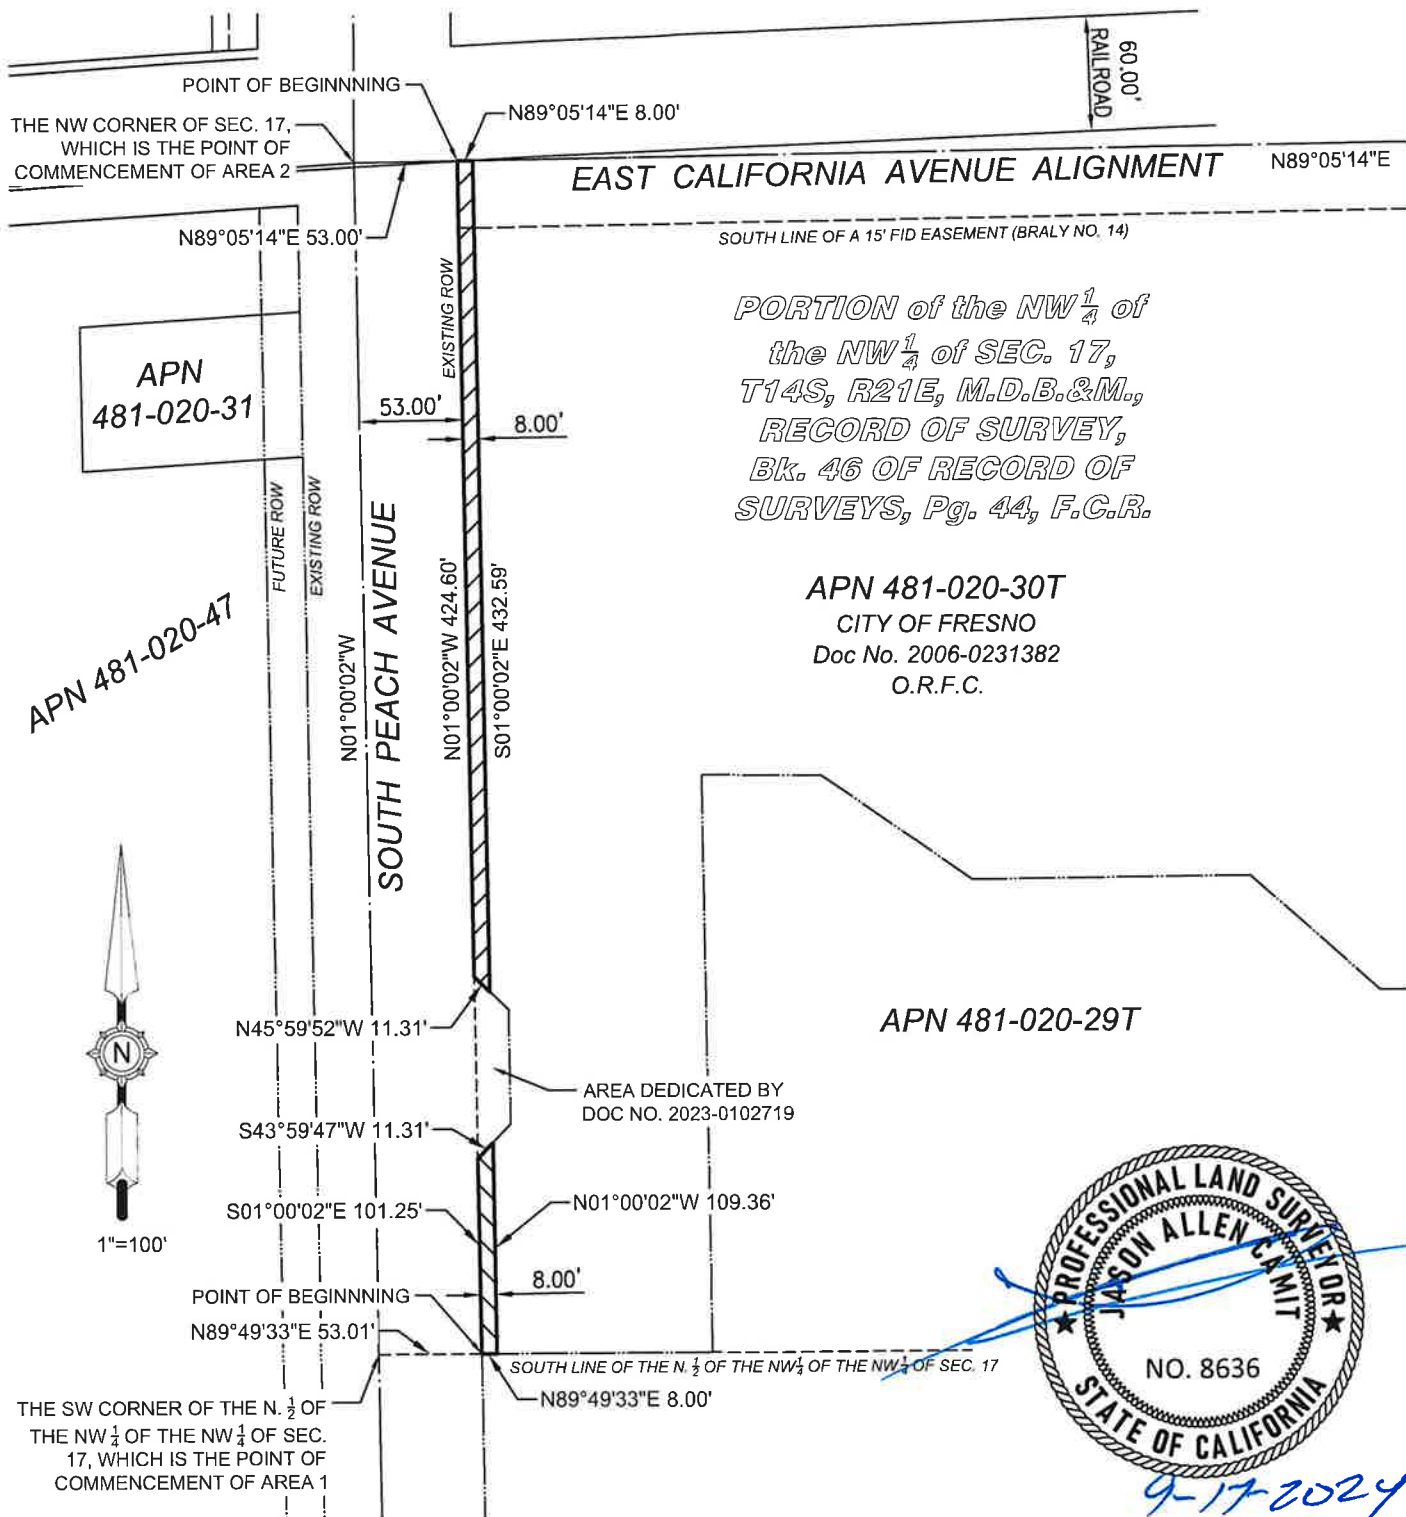 60.00'
RAILROAD
POINT OF BEGINNNING
N89°05'14"E 8.00'
THE NW CORNER OF SEC. 17,
WHICH IS THE POINT OF
COMMENCEMENT OF AREA 2
EAST CALIFORNIA AVENUE ALIGNMENT
N89°05'14"E
N89°05'14"E 53.00'
SOUTH LINE OF A 15' FID EASEMENT (BRALY NO. 14)
EXISTING ROW
PORTION of the NW 1/4 of
the NW 1/4 of SEC. 17,
T14S, R21E, M.D.B.&M.,
RECORD OF SURVEY,
Bk. 46 OF RECORD OF
SURVEYS, Pg. 44, F.C.R.
APN
481-020-31
53.00'
8.00'
FUTURE ROW
EXISTING ROW
APN 481-020-47
N01°00'02"W
SOUTH PEACH AVENUE
N01°00'02"W 424.60'
S01°00'02"E 432.59'
APN 481-020-30T
CITY OF FRESNO
Doc No. 2006-0231382
O.R.F.C.
N
1"=100'
N45°59'52"W 11.31'
APN 481-020-29T
AREA DEDICATED BY
DOC NO. 2023-0102719
S43°59'47"W 11.31'
S01°00'02"E 101.25'
N01°00'02"W 109.36'
8.00'
POINT OF BEGINNNING
N89°49'33"E 53.01'
SOUTH LINE OF THE N. 1/2 OF THE NW1/4 OF THE NW1/4 OF SEC. 17
N89°49'33"E 8.00'
THE SW CORNER OF THE N. 1/2 OF
THE NW 1/4 OF THE NW 1/4 OF SEC.
17, WHICH IS THE POINT OF
COMMENCEMENT OF AREA 1
PROFESSIONAL LAND SURVEYOR
JASON ALLEN CAMIT
NO. 8636
STATE OF CALIFORNIA
9-17-2024